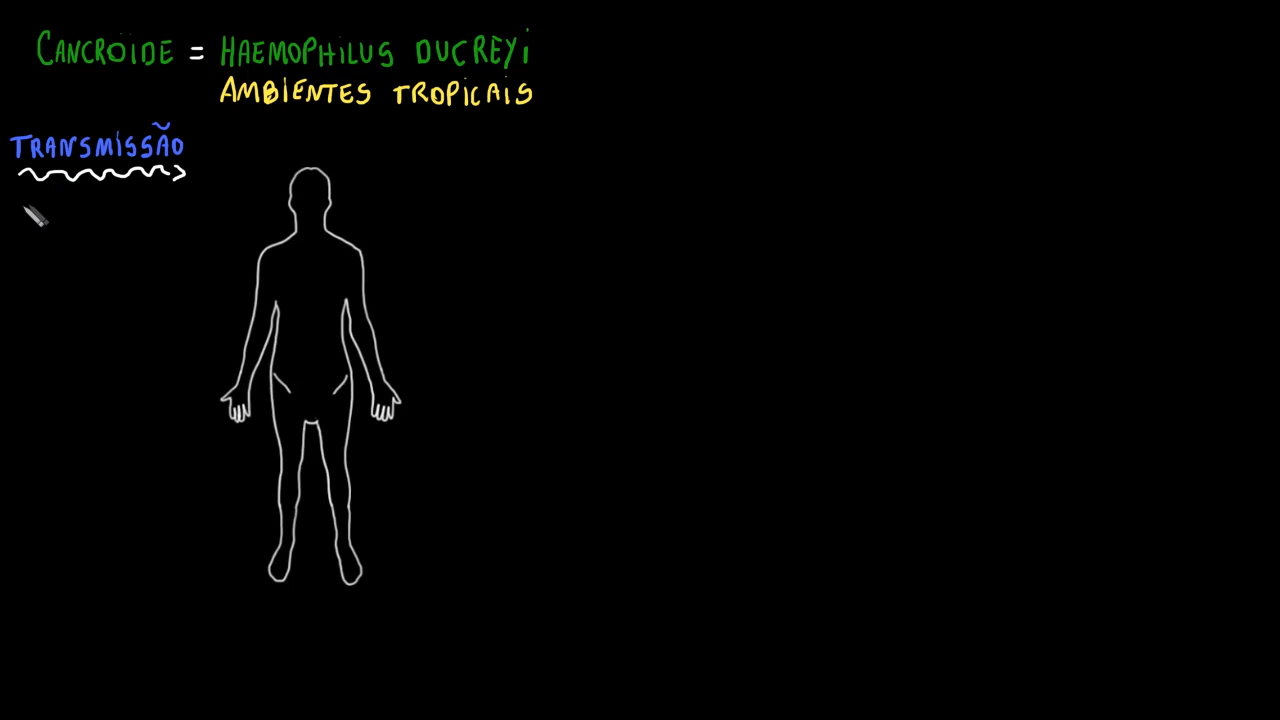 CANCROIDE = HAEMOPHILUS DUCREYI
AMBIENTES TROPICAIS
TRANSMISSÃO